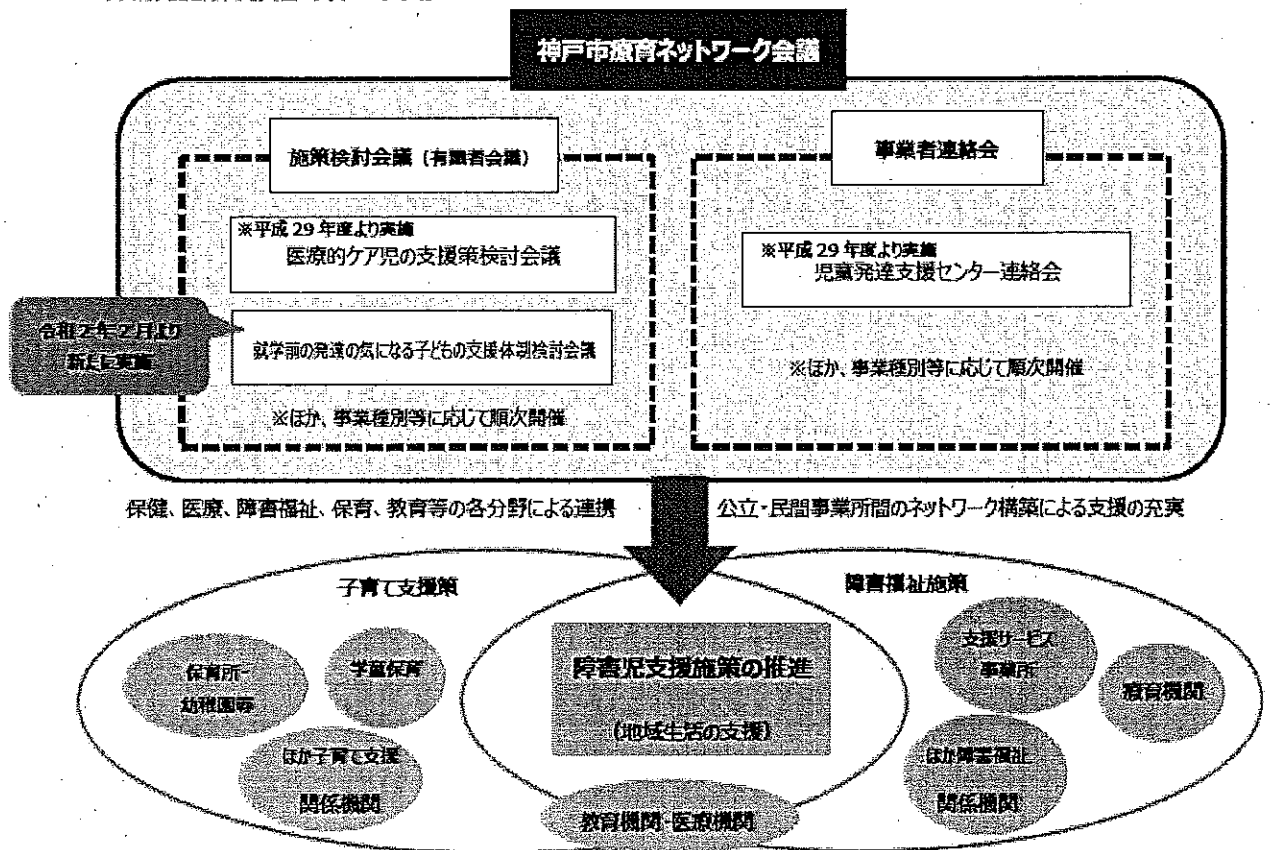 神戸市療育ネットワーク会議
施策検討会議（有識者会議）
事業者連絡会
※平成29年度より実施
医療的ケア児の支援策検討会議
※平成29年度より実施
児童発達支援センター連絡会
令和2年2月より
新たに実施
就学前の発達の気になる子どもの支援体制検討会議
※ほか、事業種別等に応じて順次開催
※ほか、事業種別等に応じて順次開催
保健、医療、障害福祉、保育、教育等の各分野による連携
公立・民間事業所間のネットワーク構築による支援の充実
子育て支援策
障害福祉施策
保育所・
幼稚園等
学童保育
障害児支援施策の推進
（地域生活の支援）
支援サービス
事業所
療育機関
ほか子育て支援
関係機関
ほか障害福祉
関係機関
教育機関・医療機関